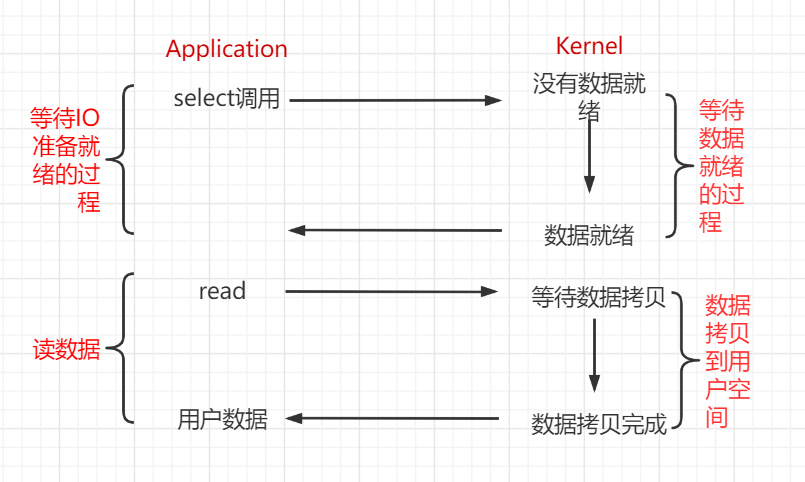 Application
Kernel
select调用
没有数据就
绪
等待IO
准备就
绪的过
程
等待
数据
就绪
的过
程
数据就绪
read
等待数据拷贝
读数据
数据
拷贝
到用
户空
间
用户数据
数据拷贝完成